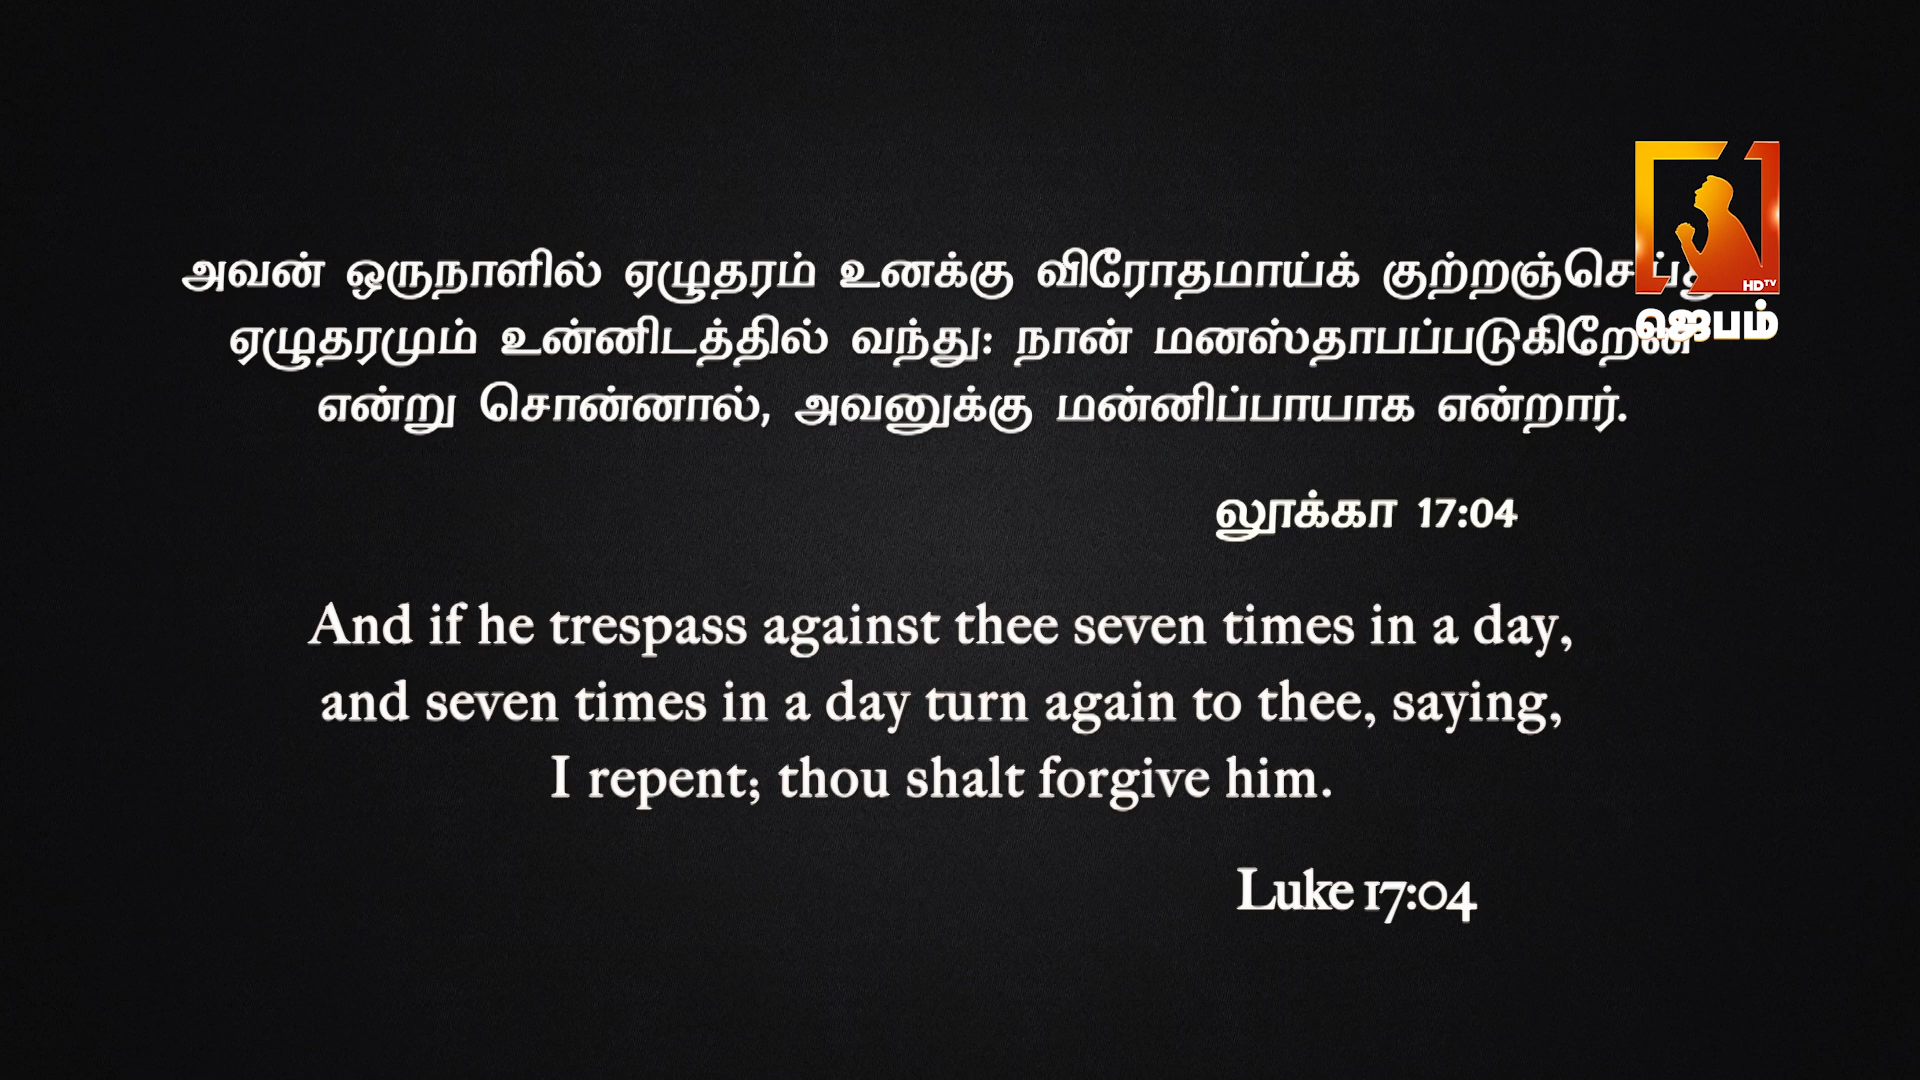 அவன் ஒருநாளில் ஏழுதரம் உனக்கு விரோதமாய்க் குற்றஞ்செய்து
ஏழுதரமும் உன்னிடத்தில் வந்து: நான் மனஸ்தாபப்படுகிறேன்
என்று சொன்னால், அவனுக்கு மன்னிப்பாயாக என்றார்.
HDTV
ஜெபம்
லூக்கா 17:04
And if he trespass against thee seven times in a day,
and seven times in a day turn again to thee, saying,
I repent; thou shalt forgive him.
Luke 17:04